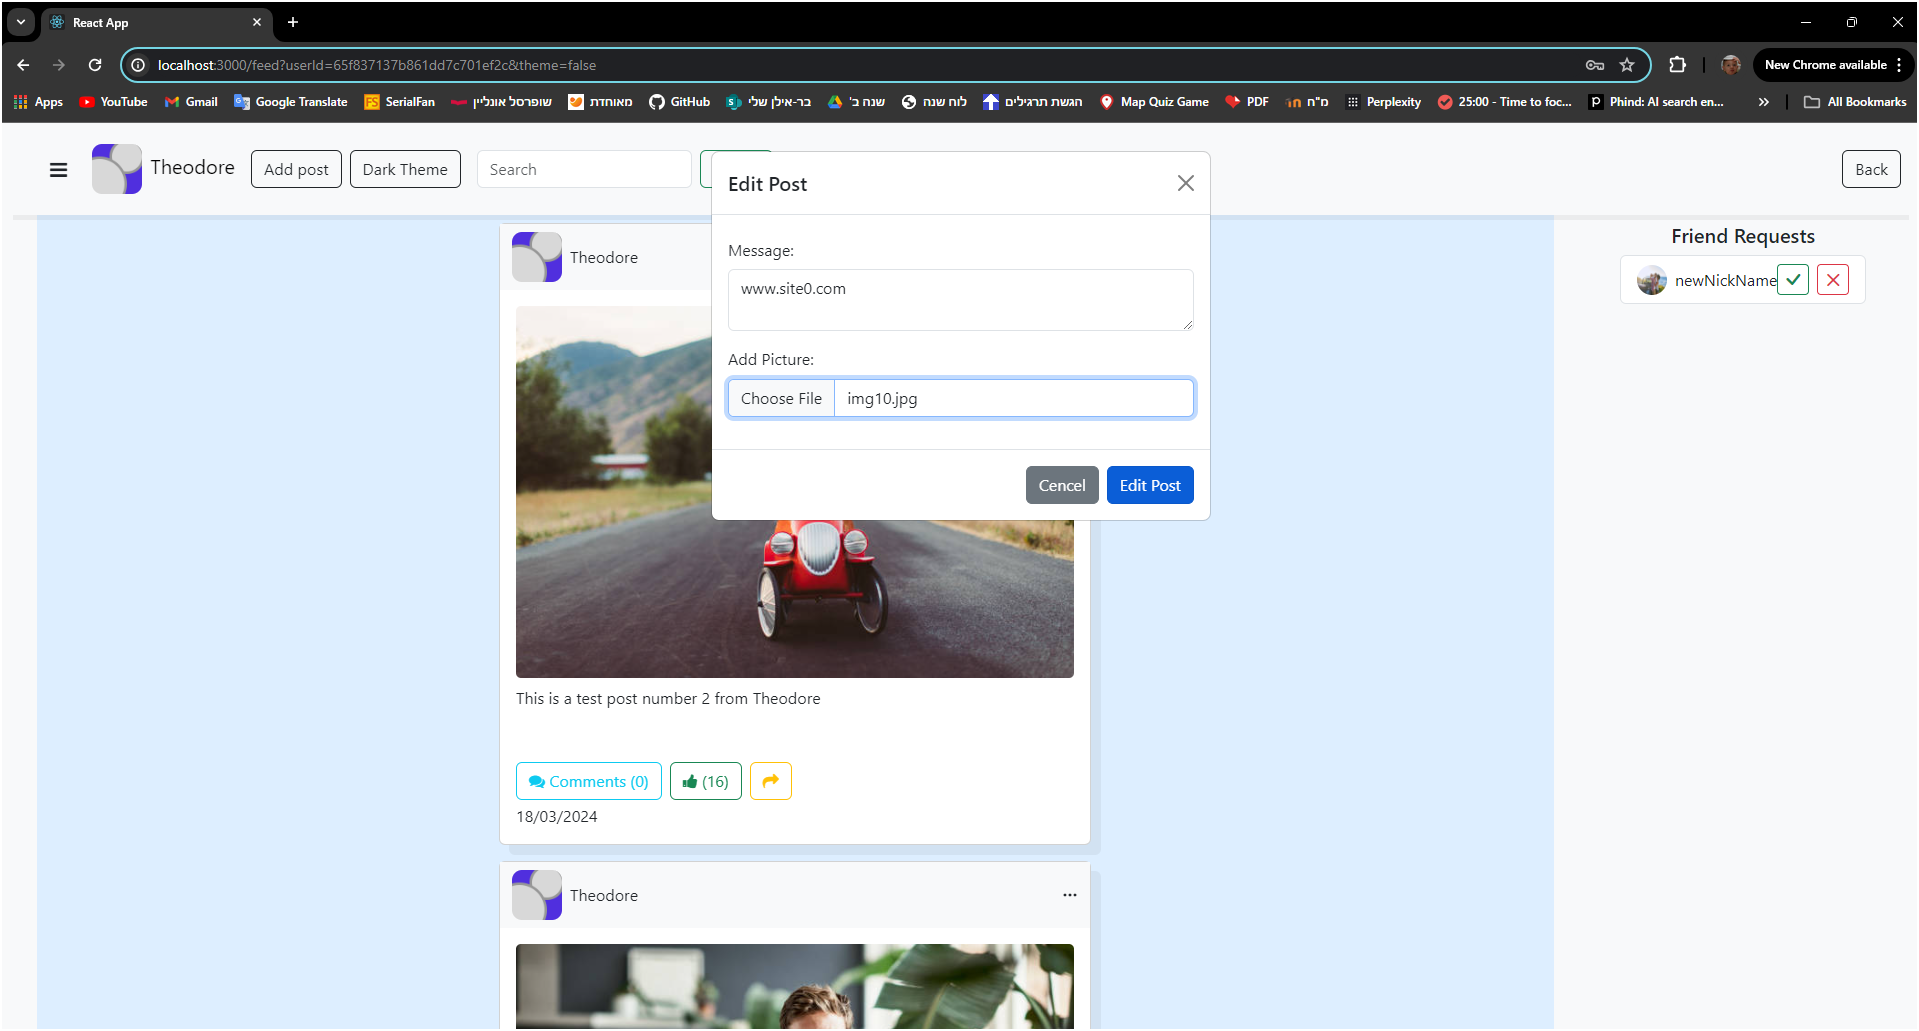 React App
localhost:3000/feed?userId=65f837137b861dd7c701ef2c&theme=false
New Chrome available
Apps
YouTube
Gmail
Google Translate
SerialFan
שופרסל אונליין
מאוחדת
GitHub
בר-אילן שלי
שנה ב'
לוח שנה
הגשת תרגילים
Map Quiz Game
PDF
מ"ח
Perplexity
25:00 - Time to foc...
Phind: AI search en...
»
All Bookmarks
Theodore
Add post
Dark Theme
Search
Back
Edit Post
Message:
www.site0.com
Add Picture:
Choose File
img10.jpg
Cencel
Edit Post
Friend Requests
newNickName
Theodore
This is a test post number 2 from Theodore
Comments (0)
(16)
18/03/2024
Theodore